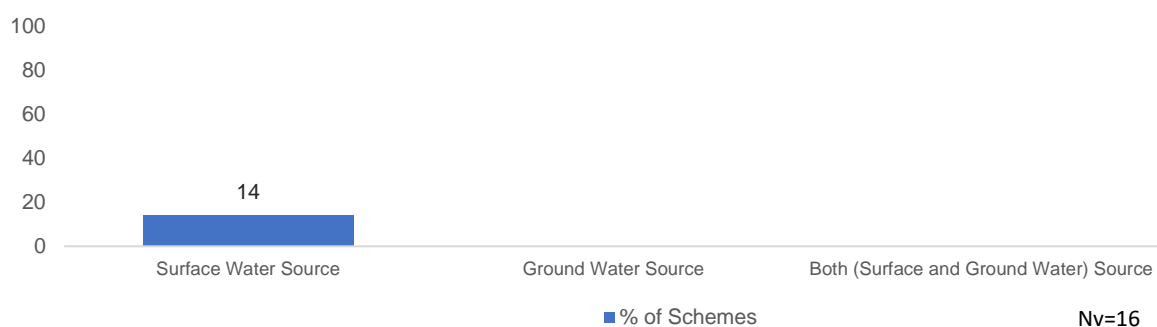 100
80
60
40
20
0
14
Surface Water Source
Ground Water Source
Both (Surface and Ground Water) Source
% of Schemes
Nv=16